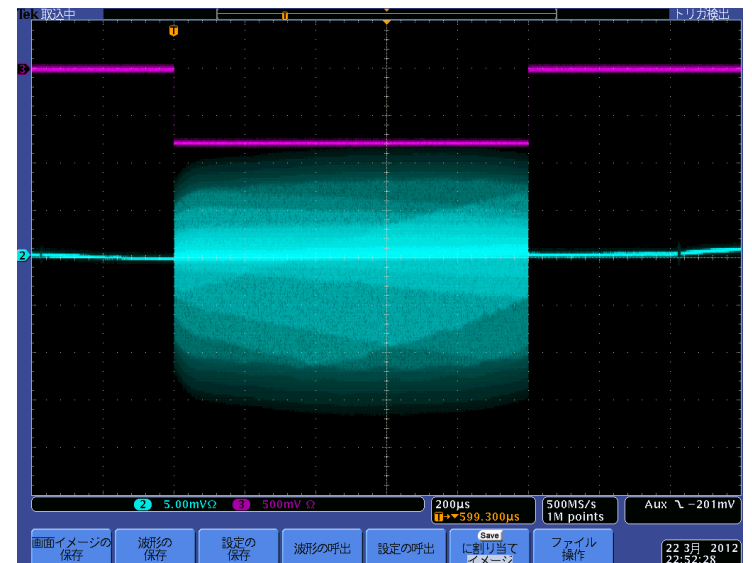 Tek 取込中
トリガ検出
T
T
3
2
2 5.00mVΩ 3 500mV Ω
200µs
T→▼599.300µs
500MS/s
1M points
Aux ∖ −201mV
画面イメージの
保存
波形の
保存
設定の
保存
波形の呼出
設定の呼出
Save
に割り当て
イメージ
ファイル
操作
22 3月 2012
22:52:28